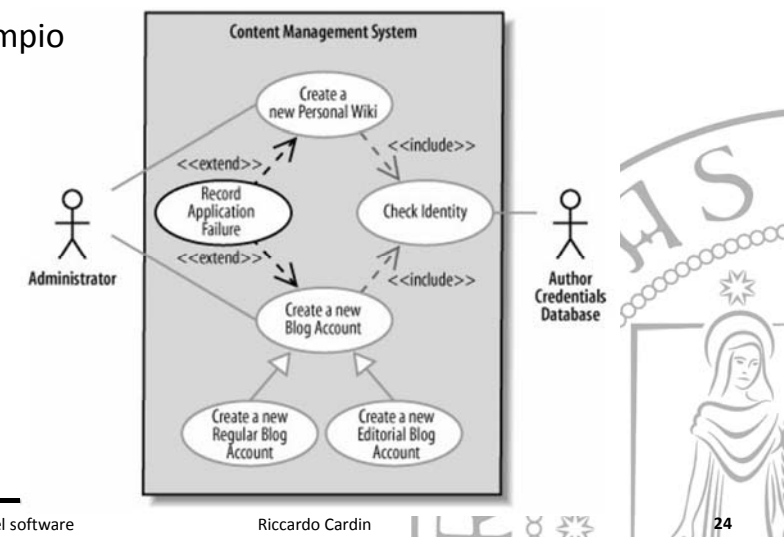 mpio
Content Management System
Create a
new Personal Wiki
<<extend>>
<<include>>
Record
Application
Failure
Check Identity
<<extend>>
<<include>>
Administrator
Author
Credentials
Database
Create a new
Blog Account
Create a new
Regular Blog
Account
Create a new
Editorial Blog
Account
el software
Riccardo Cardin
24
HS